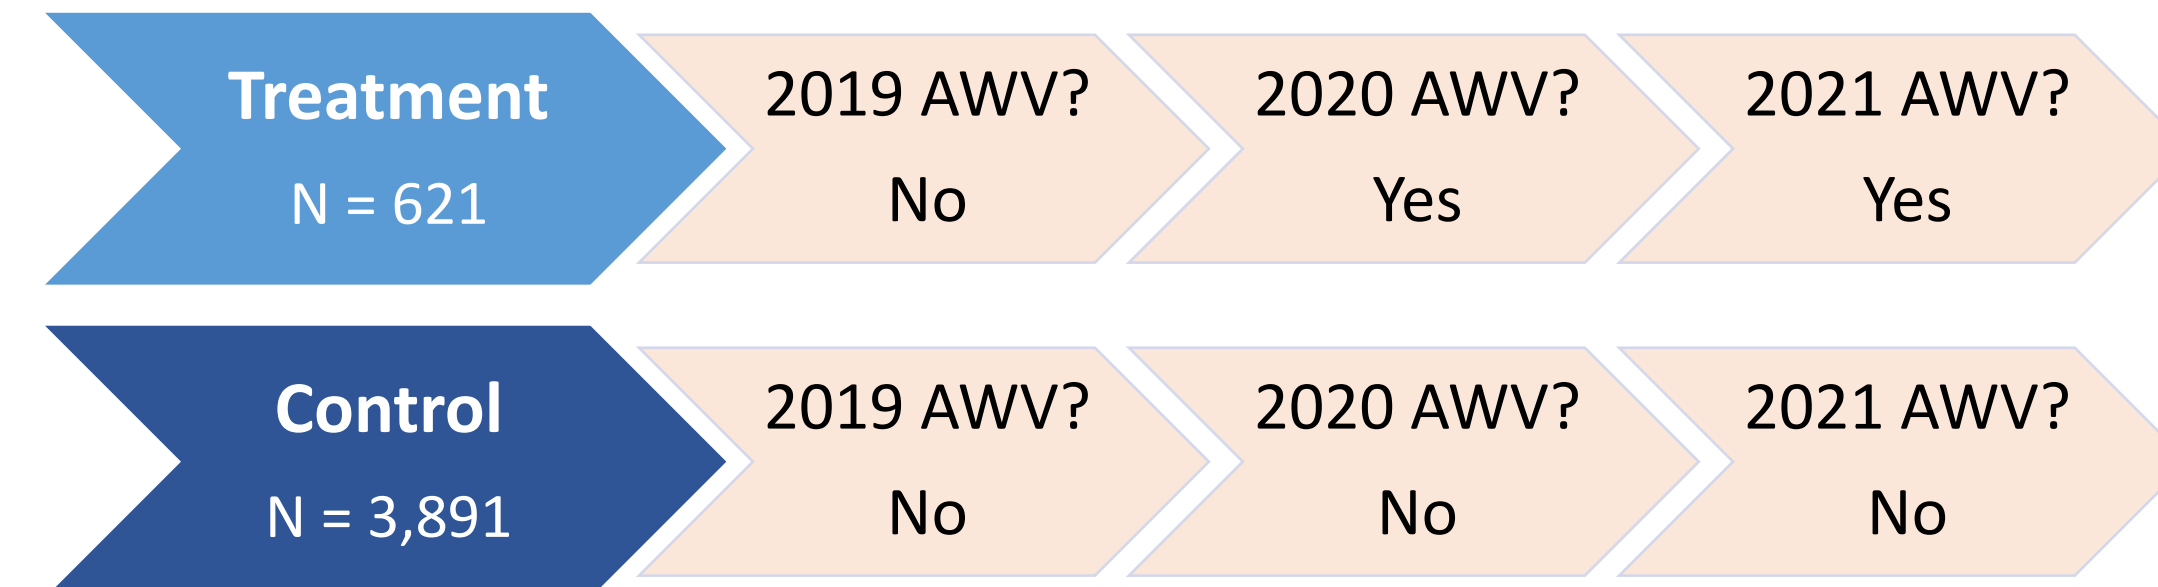 Treatment
N = 621
2019 AWV?
No
2020 AWV?
Yes
2021 AWV?
Yes
Control
N = 3,891
2019 AWV?
No
2020 AWV?
No
2021 AWV?
No